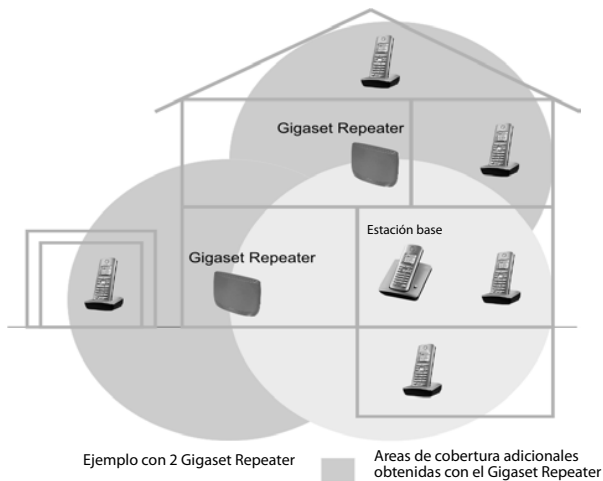 Gigaset Repeater
Estación base
Gigaset Repeater
Ejemplo con 2 Gigaset Repeater
Areas de cobertura adicionales
obtenidas con el Gigaset Repeater